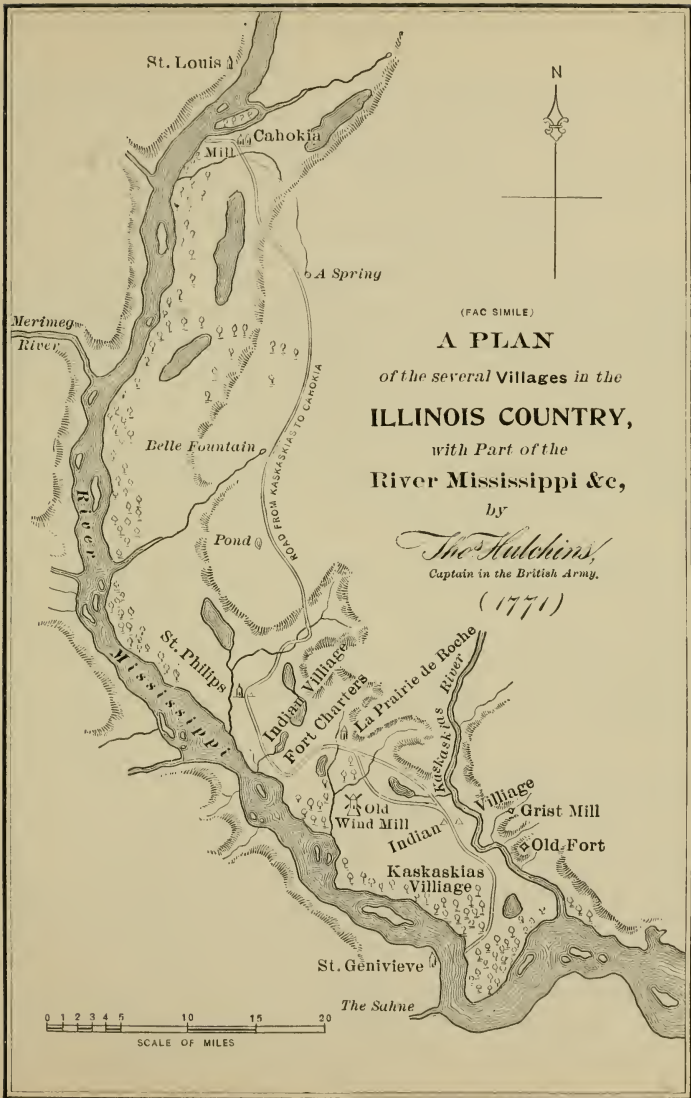 St. Louis
Cahokia
Mill
A Spring
Merimeg
River
ROAD FROM KASKASKIAS TO CAHOKIA
Belle Fountain
Pond
River
Mississippi
St. Philips
Indian Villiage
Fort Charters
La Prairie de Roche
Kaskaskias
River
Old
Wind Mill
Indian Villiage
Grist Mill
Old Fort
Kaskaskias
Villiage
St. Genivieve
The Saline
N
(FAC SIMILE)
A PLAN
of the several Villages in the
ILLINOIS COUNTRY,
with Part of the
River Mississippi &c,
by
Thos Hutchins,
Captain in the British Army.
(1771)
0 1 2 3 4 5 10 15 20
SCALE OF MILES